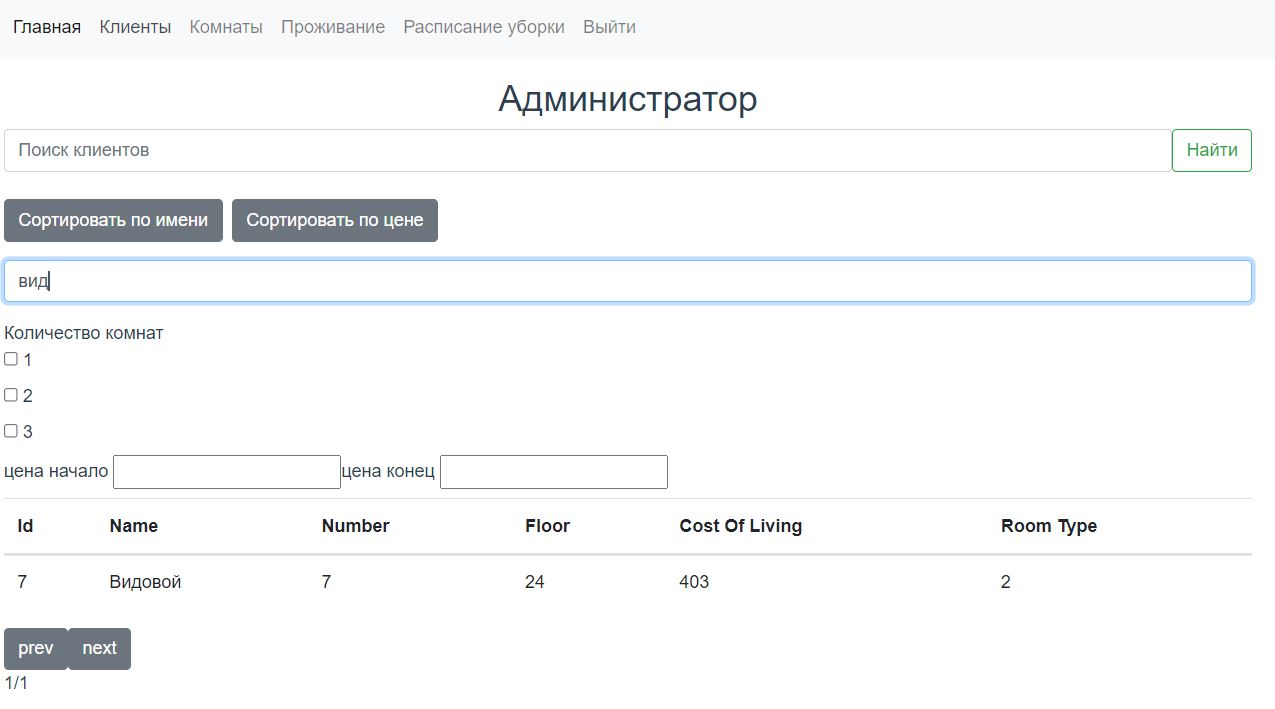 Главная Клиенты Комнаты Проживание Расписание уборки Выйти
Администратор
Поиск клиентов Найти
Сортировать по имени Сортировать по цене
вид
Количество комнат
1
2
3
цена начало цена конец
Id Name Number Floor Cost Of Living Room Type
7 Видовой 7 24 403 2
prev next
1/1